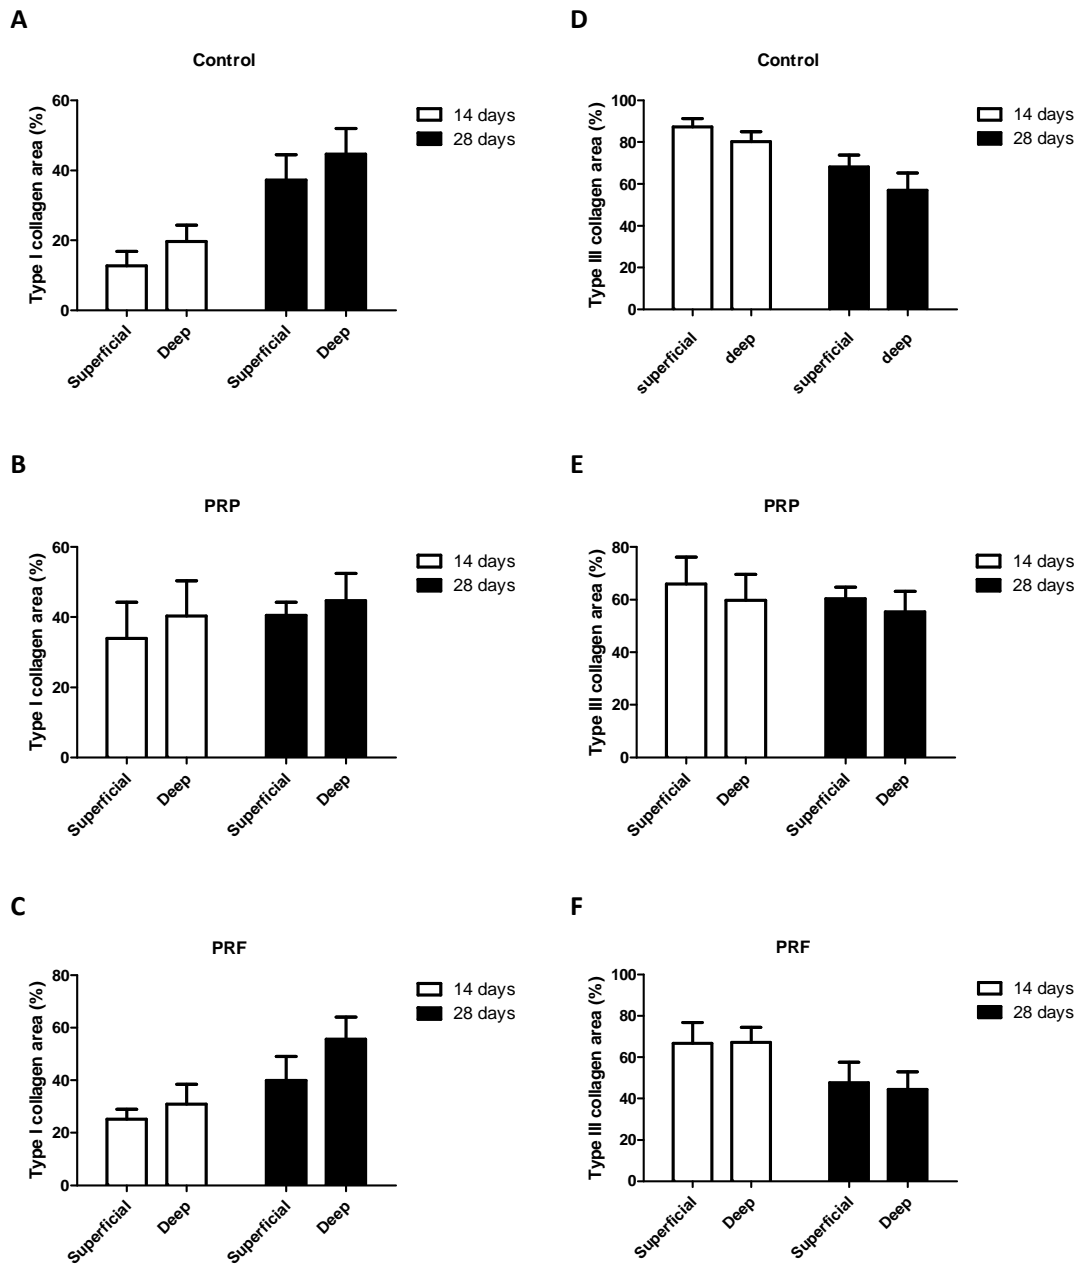 A
Control
Type I collagen area (%)
60
40
20
0
Superficial
Deep
Superficial
Deep
14 days
28 days
D
Control
Type III collagen area (%)
100
80
60
40
20
0
superficial
deep
superficial
deep
14 days
28 days
B
PRP
Type I collagen area (%)
60
40
20
0
Superficial
Deep
Superficial
Deep
14 days
28 days
E
PRP
Type III collagen area (%)
80
60
40
20
0
Superficial
Deep
Superficial
Deep
14 days
28 days
C
PRF
Type I collagen area (%)
80
60
40
20
0
Superficial
Deep
Superficial
Deep
14 days
28 days
F
PRF
Type III collagen area (%)
100
80
60
40
20
0
Superficial
Deep
Superficial
Deep
14 days
28 days